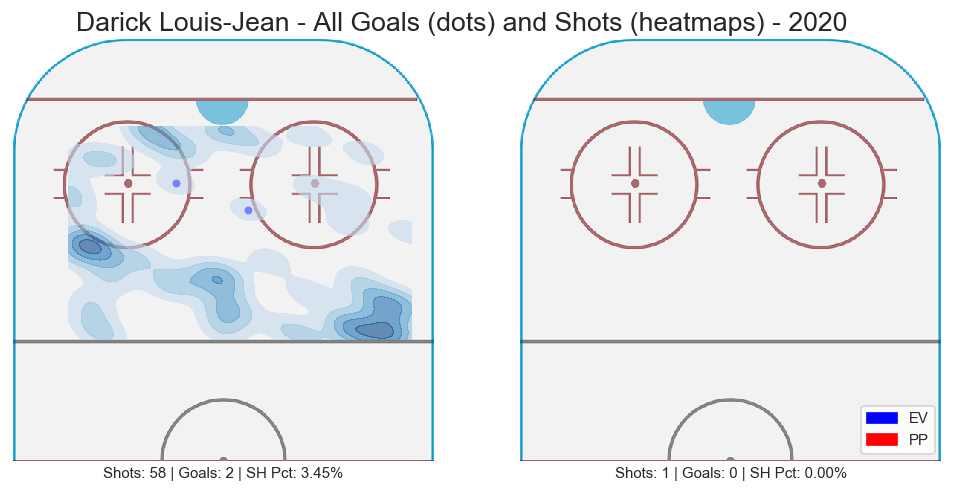 Darick Louis-Jean - All Goals (dots) and Shots (heatmaps) - 2020
EV
PP
Shots: 58 | Goals: 2 | SH Pct: 3.45%
Shots: 1 | Goals: 0 | SH Pct: 0.00%